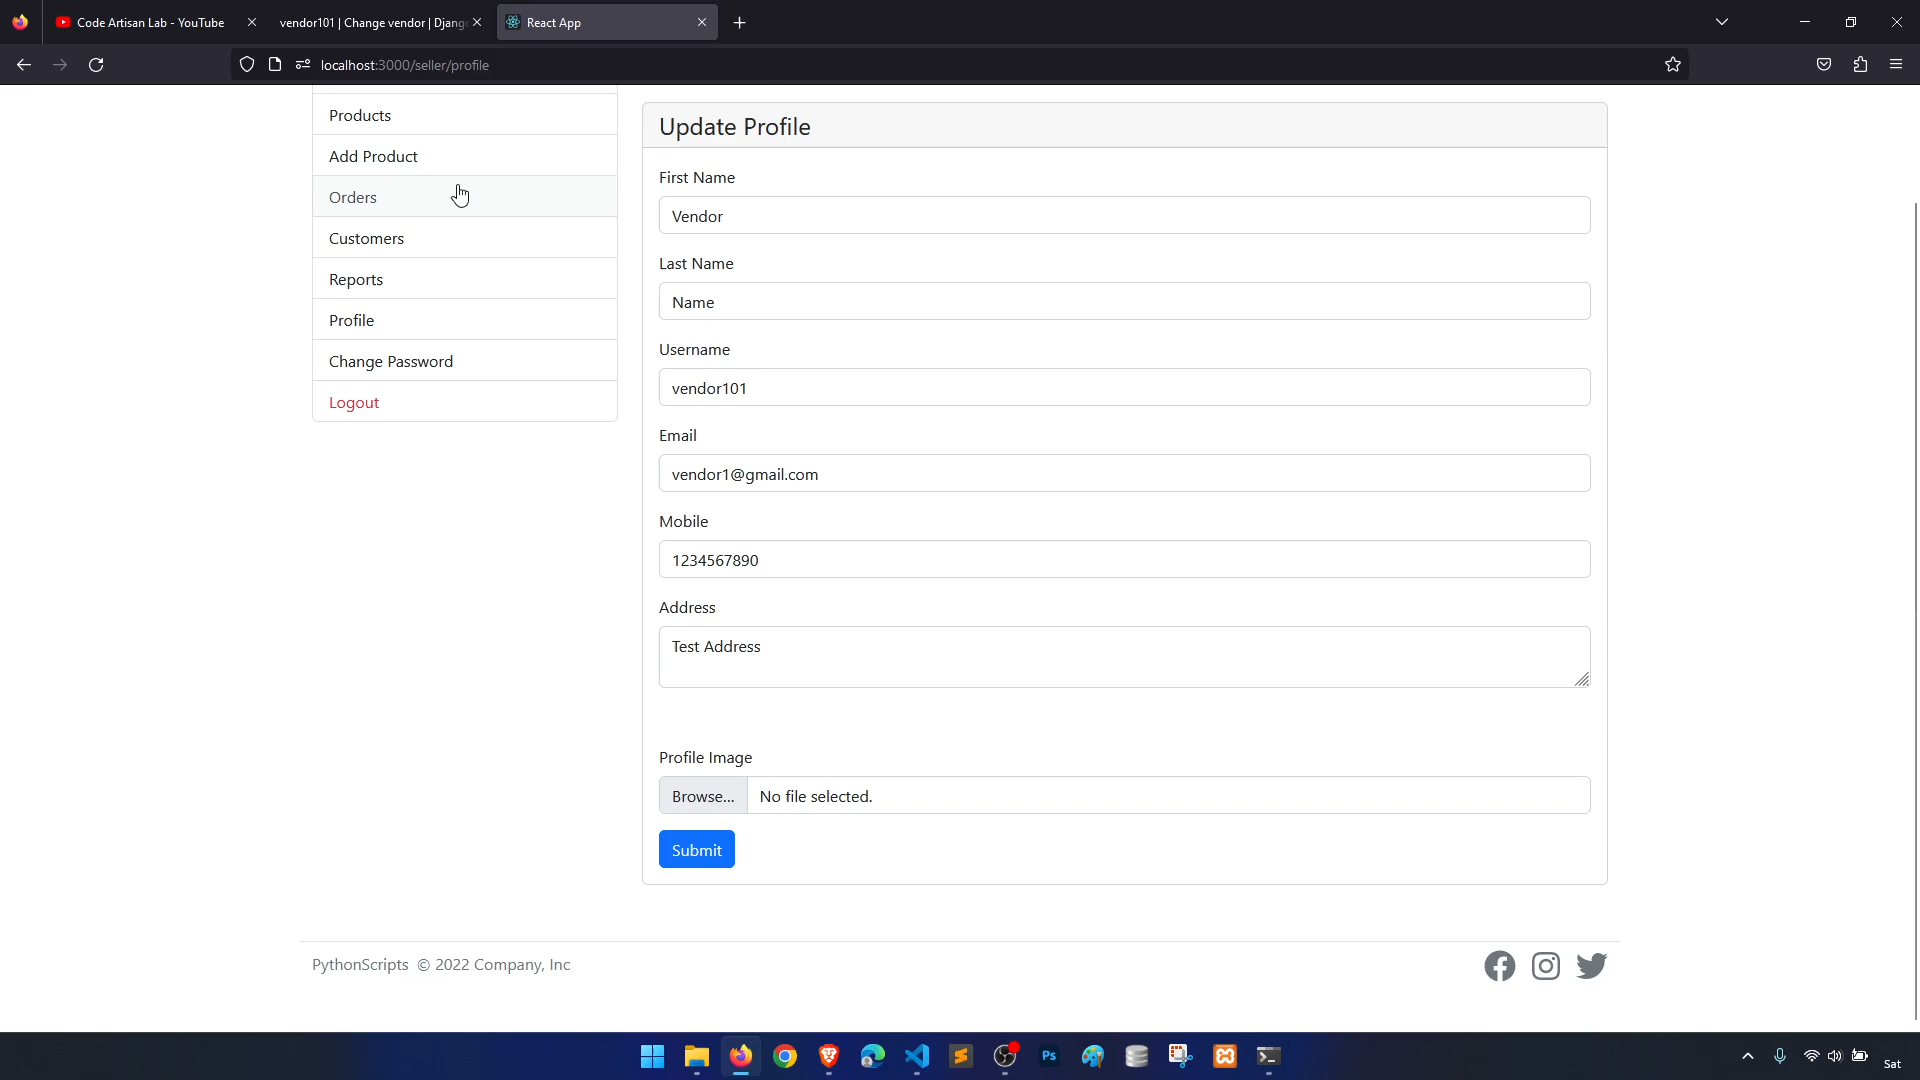 Code Artisan Lab - YouTube
vendor101 | Change vendor | Djang
React App
localhost:3000/seller/profile
Products
Add Product
Orders
Customers
Reports
Profile
Change Password
Logout
Update Profile
First Name
Vendor
Last Name
Name
Username
vendor101
Email
vendor1@gmail.com
Mobile
1234567890
Address
Test Address
Profile Image
Browse... No file selected.
Submit
PythonScripts © 2022 Company, Inc
Ps
Sat